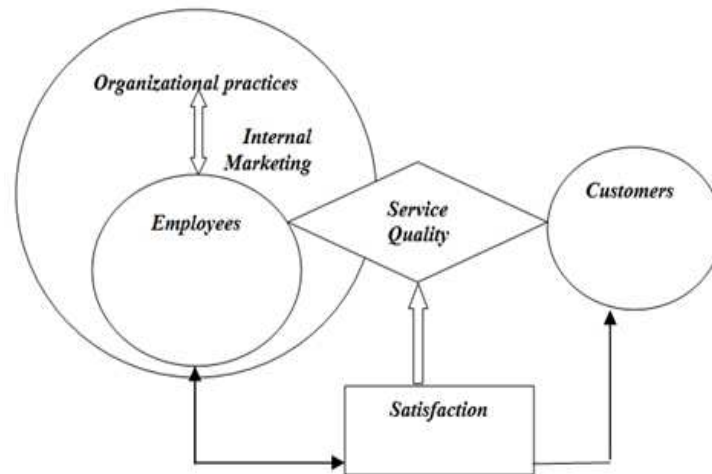 Organizational practices
Internal
Marketing
Employees
Service
Quality
Customers
Satisfaction